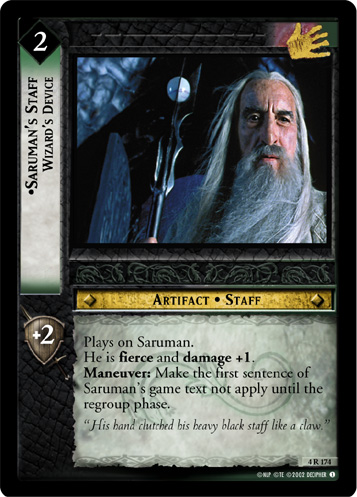 2
•Saruman's Staff
Wizard's Device
Artifact • Staff
+2
Plays on Saruman.
He is fierce and damage +1.
Maneuver: Make the first sentence of
Saruman's game text not apply until the
regroup phase.
"His hand clutched his heavy black staff like a claw."
4 R 174
©NLP ©TE ©2002 DECIPHER